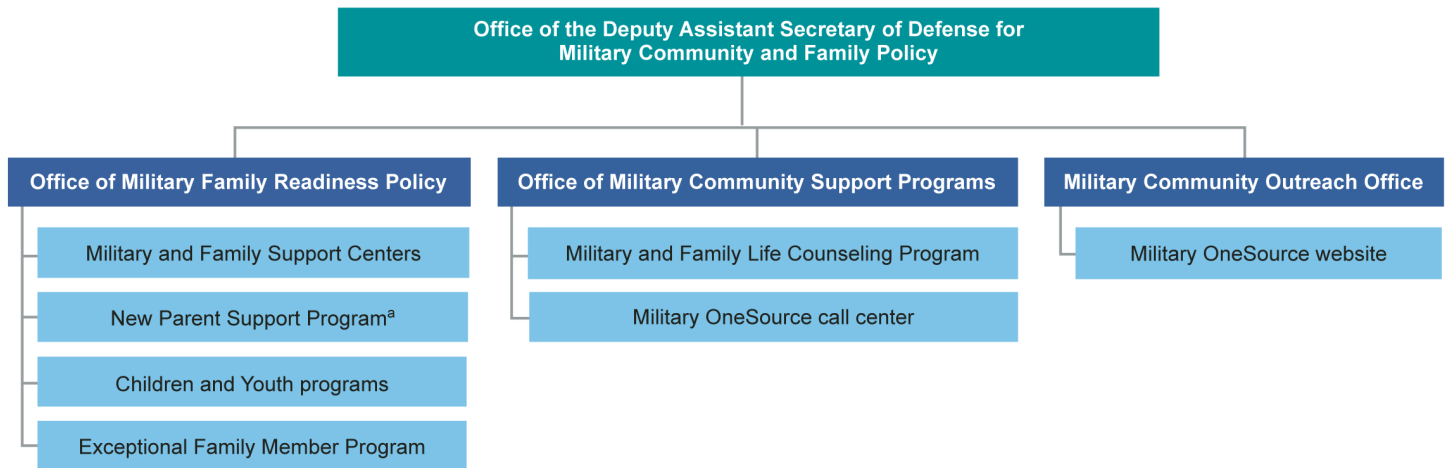 Office of the Deputy Assistant Secretary of Defense for
Military Community and Family Policy
Office of Military Family Readiness Policy
Military and Family Support Centers
New Parent Support Programᵃ
Children and Youth programs
Exceptional Family Member Program
Office of Military Community Support Programs
Military and Family Life Counseling Program
Military OneSource call center
Military Community Outreach Office
Military OneSource website